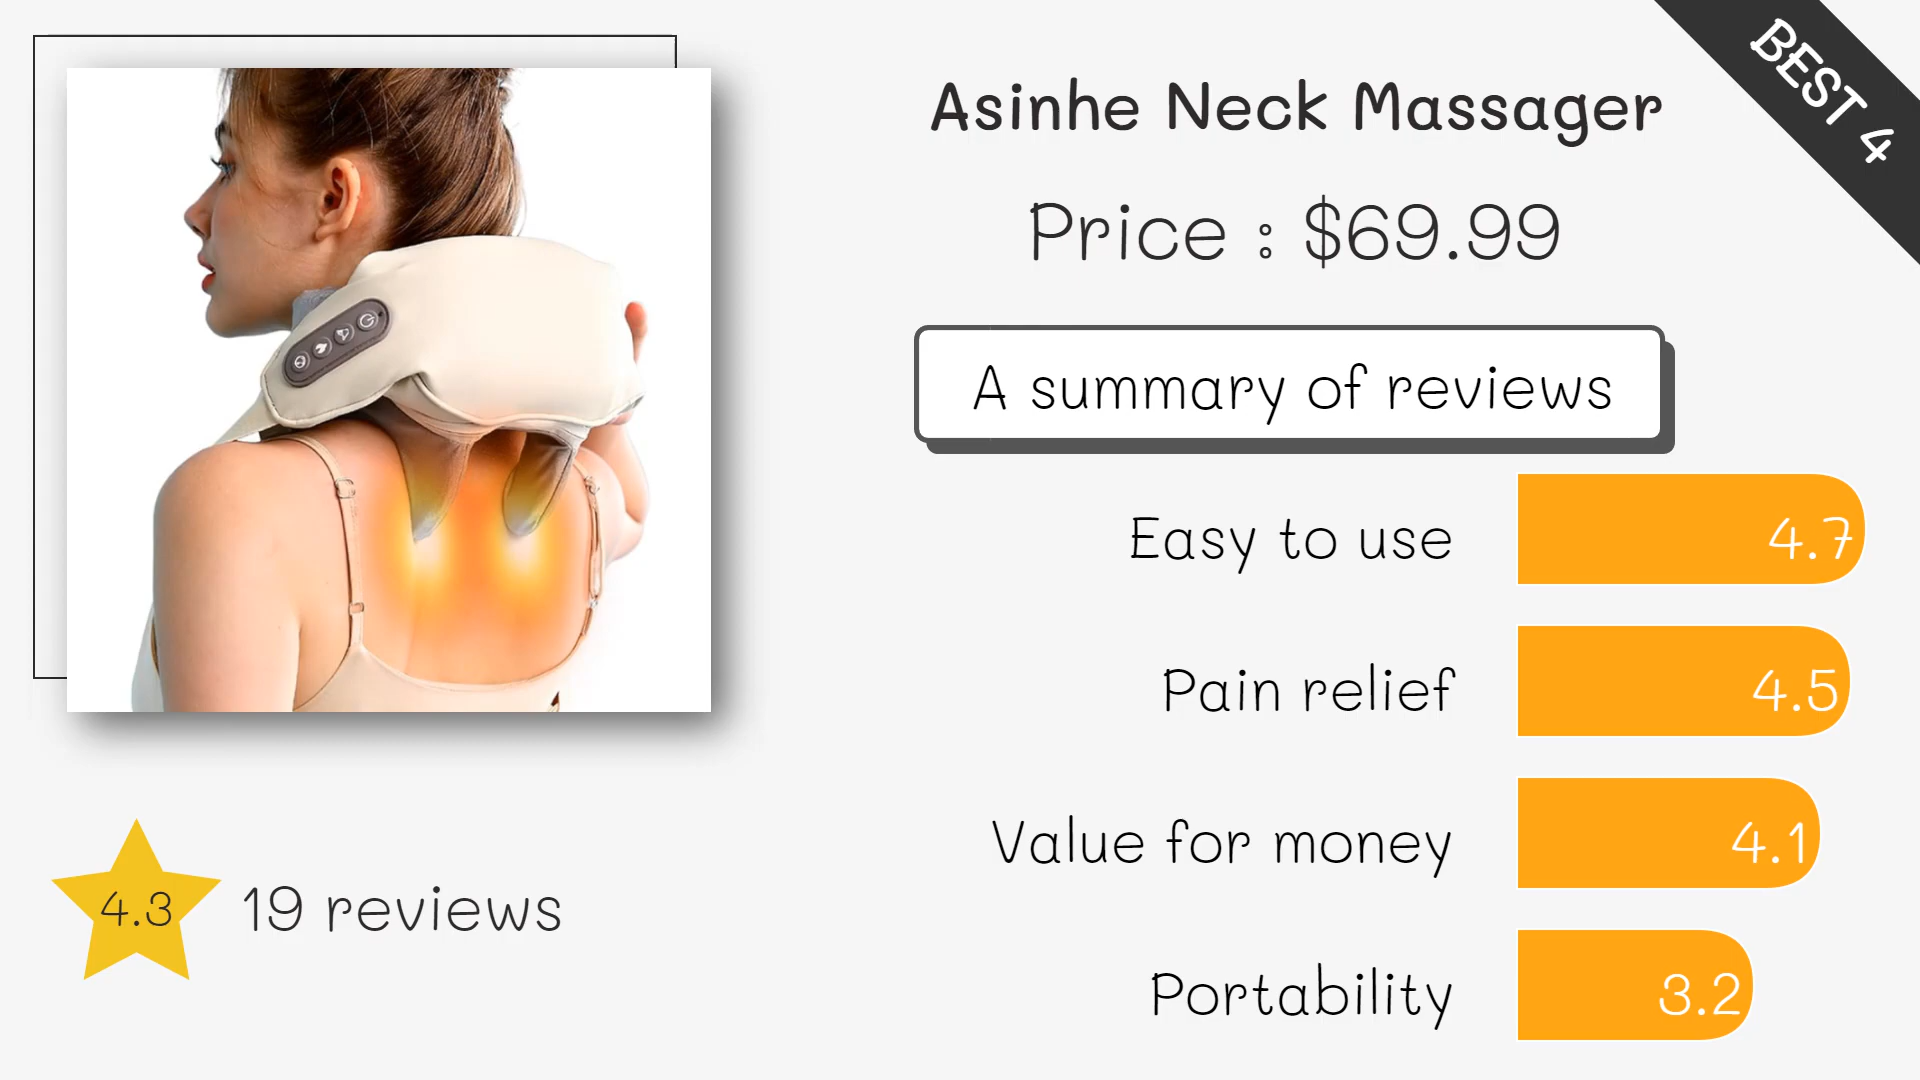 BEST 4
Asinhe Neck Massager
Price : $69.99
A summary of reviews
Easy to use 4.7
Pain relief 4.5
Value for money 4.1
Portability 3.2
4.3 19 reviews